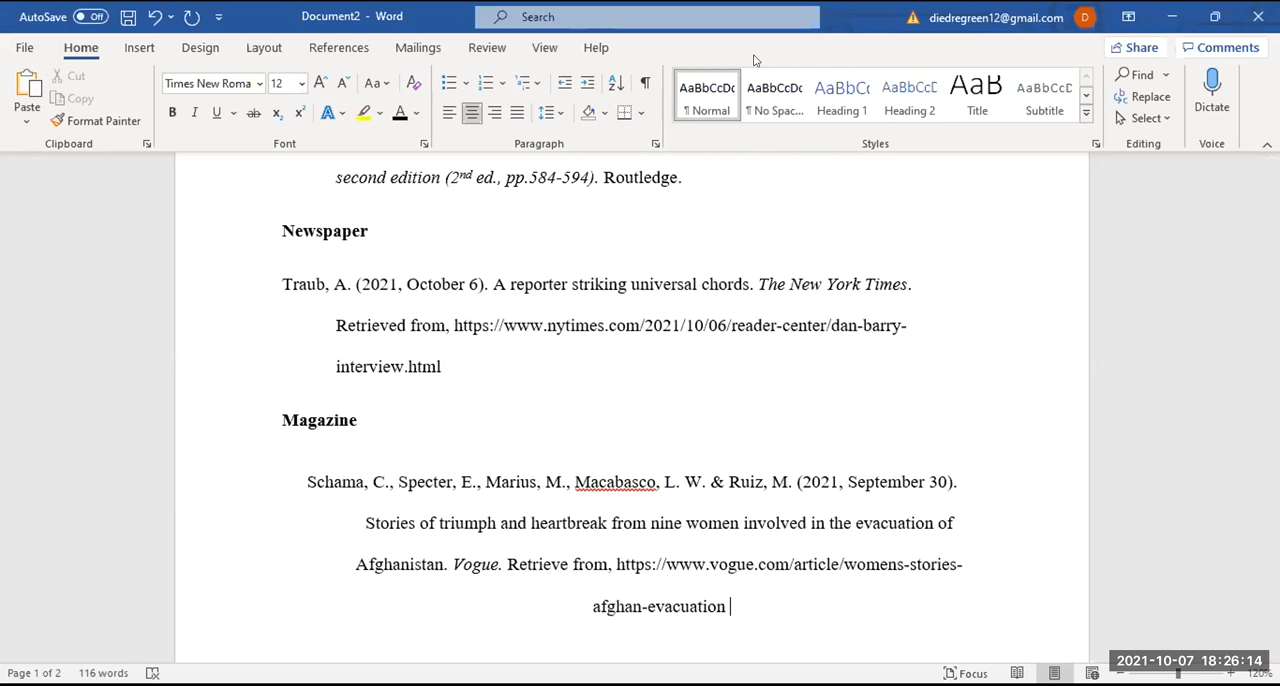 AutoSave Off Document2 - Word Search diedregreen12@gmail.com D
File Home Insert Design Layout References Mailings Review View Help Share Comments
Paste Cut Copy Format Painter Times New Roma 12 AaBbCcDc AaBbCcDc AaBbCc AaBbCcD AaB AaBbCcD Find Replace Select Dictate
¶ Normal ¶ No Spac... Heading 1 Heading 2 Title Subtitle
Clipboard Font Paragraph Styles Editing Voice
second edition (2nd ed., pp.584-594). Routledge.
Newspaper
Traub, A. (2021, October 6). A reporter striking universal chords. The New York Times.
Retrieved from, https://www.nytimes.com/2021/10/06/reader-center/dan-barry-
interview.html
Magazine
Schama, C., Specter, E., Marius, M., Macabasco, L. W. & Ruiz, M. (2021, September 30).
Stories of triumph and heartbreak from nine women involved in the evacuation of
Afghanistan. Vogue. Retrieve from, https://www.vogue.com/article/womens-stories-
afghan-evacuation
2021-10-07 18:26:14
Page 1 of 2 116 words Focus 120%